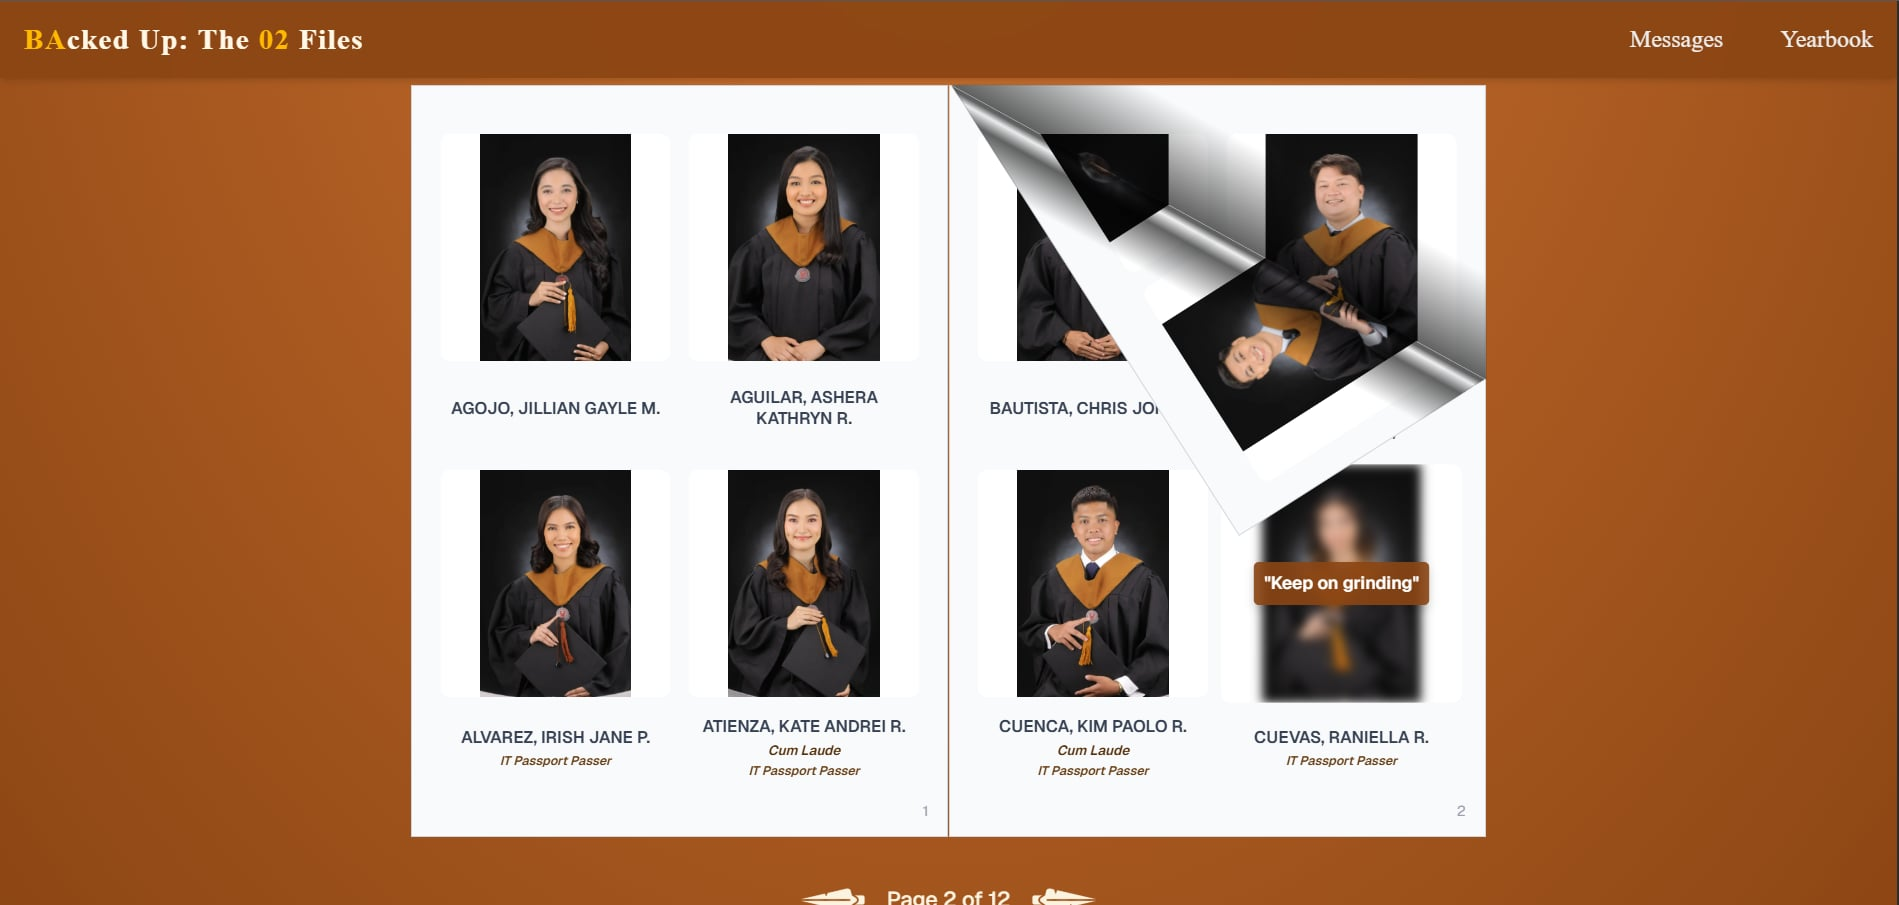 BAcked Up: The 02 Files
Messages
Yearbook
AGOJO, JILLIAN GAYLE M.
AGUILAR, ASHERA
KATHRYN R.
ALVAREZ, IRISH JANE P.
IT Passport Passer
ATIENZA, KATE ANDREI R.
Cum Laude
IT Passport Passer
1
BAUTISTA, CHRIS
CUENCA, KIM PAOLO R.
Cum Laude
IT Passport Passer
"Keep on grinding"
CUEVAS, RANIELLA R.
IT Passport Passer
2
Page 2 of 12